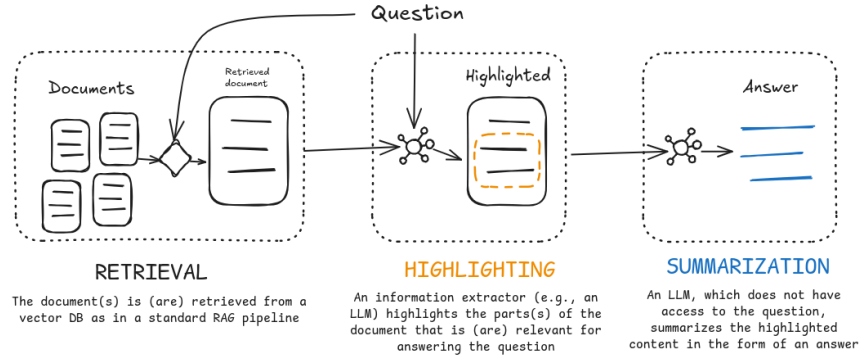 Question
Documents
Retrieved
document
Highlighted
Answer
RETRIEVAL
The document(s) is (are) retrieved from a
vector DB as in a standard RAG pipeline
HIGHLIGHTING
An information extractor (e.g., an
LLM) highlights the parts(s) of the
document that is (are) relevant for
answering the question
SUMMARIZATION
An LLM, which does not have
access to the question,
summarizes the highlighted
content in the form of an answer